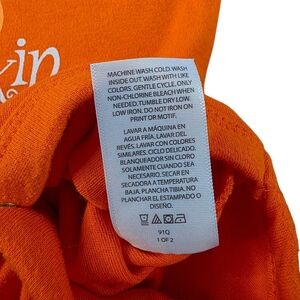 kin
MACHINE WASH COLD. WASH
INSIDE OUT. WASH WITH LIKE
COLORS. GENTLE CYCLE. ONLY
NON-CHLORINE BLEACH WHEN
NEEDED. TUMBLE DRY LOW.
LOW IRON. DO NOT IRON ON
PRINT OR MOTIF.
LAVAR A MÁQUINA EN
AGUA FRÍA, LAVAR DEL
REVÉS. LAVAR CON COLORES
SIMILARES. CICLO DELICADO.
BLANQUEADOR SIN CLORO
SOLAMENTE CUANDO SEA
NECESARIO. SECAR EN
SECADORA A TEMPERATURA
BAJA. PLANCHA TIBIA. NO
PLANCHAR EL ESTAMPADO O
DISEÑO.
91Q
1 OF 2